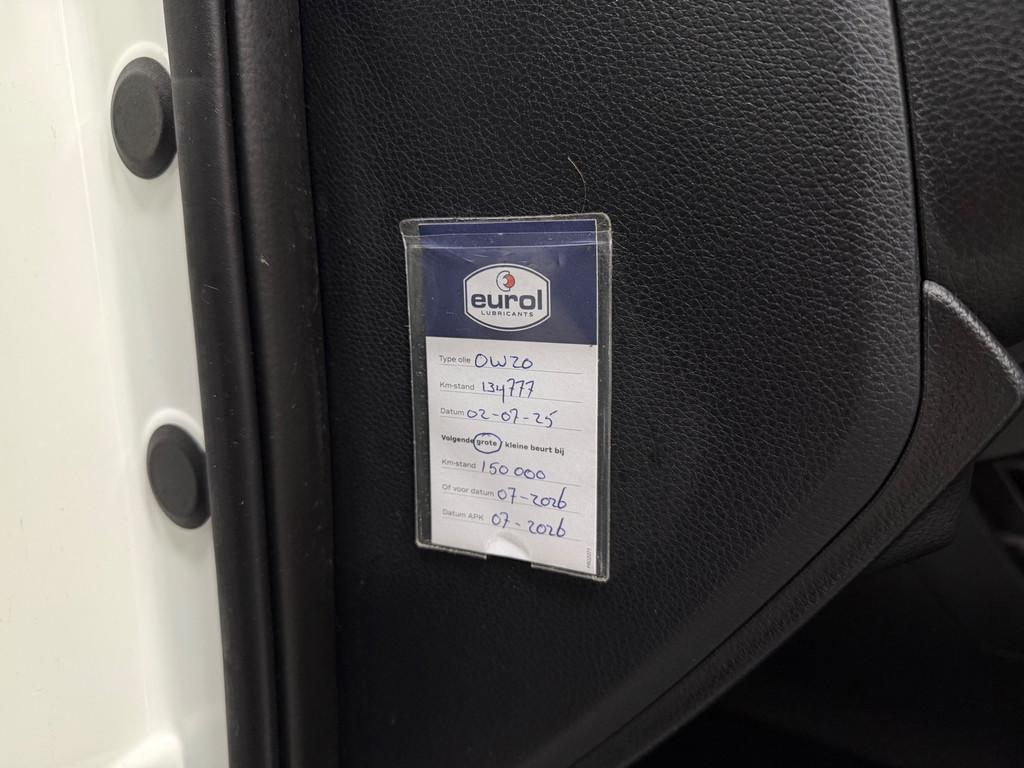 eurol
LUBRICANTS
Type olie 0W20
Km-stand 134777
Datum 02-07-25
Volgende grote / kleine beurt bij
Km-stand 150 000
Of voor datum 07-2026
Datum APK 07-2026